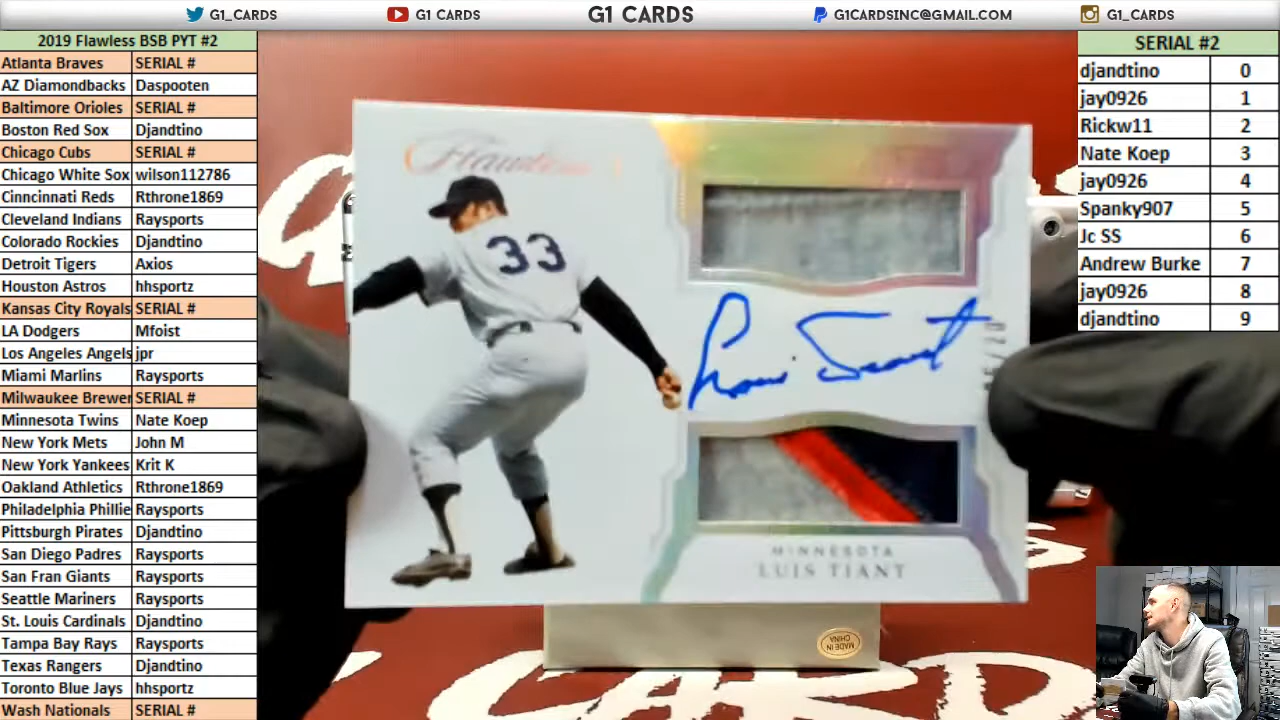 G1_CARDS
G1 CARDS
G1 CARDS
G1CARDSINC@GMAIL.COM
G1_CARDS
2019 Flawless BSB PYT #2
Atlanta Braves SERIAL #
AZ Diamondbacks Daspooten
Baltimore Orioles SERIAL #
Boston Red Sox Djandtino
Chicago Cubs SERIAL #
Chicago White Sox wilson112786
Cinncinnati Reds Rthrone1869
Cleveland Indians Raysports
Colorado Rockies Djandtino
Detroit Tigers Axios
Houston Astros hhsportz
Kansas City Royals SERIAL #
LA Dodgers Mfoist
Los Angeles Angels jpr
Miami Marlins Raysports
Milwaukee Brewer SERIAL #
Minnesota Twins Nate Koep
New York Mets John M
New York Yankees Krit K
Oakland Athletics Rthrone1869
Philadelphia Phillie Raysports
Pittsburgh Pirates Djandtino
San Diego Padres Raysports
San Fran Giants Raysports
Seattle Mariners Raysports
St. Louis Cardinals Djandtino
Tampa Bay Rays Raysports
Texas Rangers Djandtino
Toronto Blue Jays hhsportz
Wash Nationals SERIAL #
Flawless
33
Luis Tiant
MINNESOTA
LUIS TIANT
MADE IN
CHINA
CARDS
SERIAL #2
djandtino 0
jay0926 1
Rickw11 2
Nate Koep 3
jay0926 4
Spanky907 5
Jc SS 6
Andrew Burke 7
jay0926 8
djandtino 9